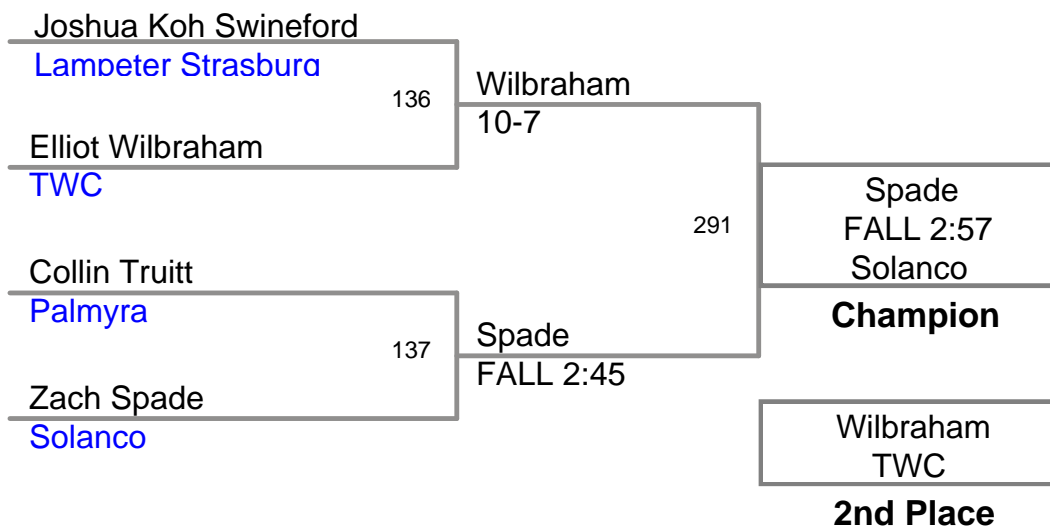 Joshua Koh Swineford
Lampeter Strasburg
136
Wilbraham
10-7
Elliot Wilbraham
TWC
291
Spade
FALL 2:57
Solanco
Champion
Collin Truitt
Palmyra
137
Spade
FALL 2:45
Zach Spade
Solanco
Wilbraham
TWC
2nd Place